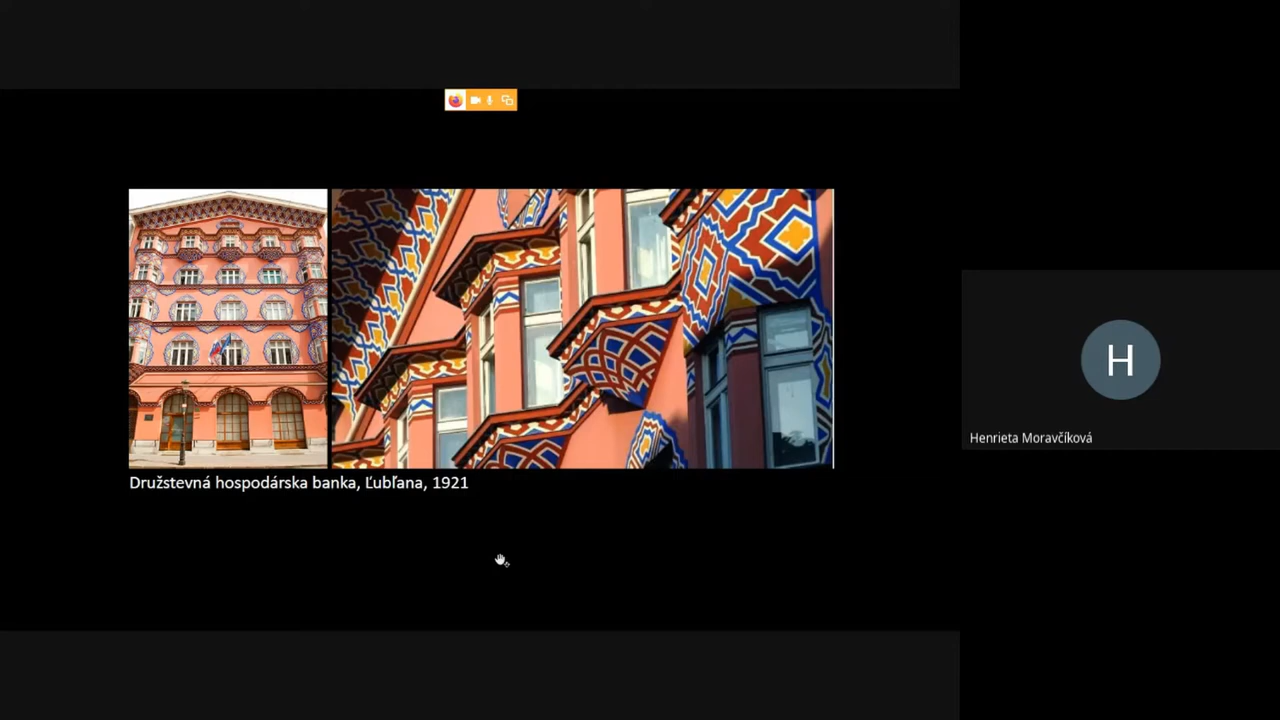 Družstevná hospodárska banka, Ľubľana, 1921
H
Henrieta Moravčíková